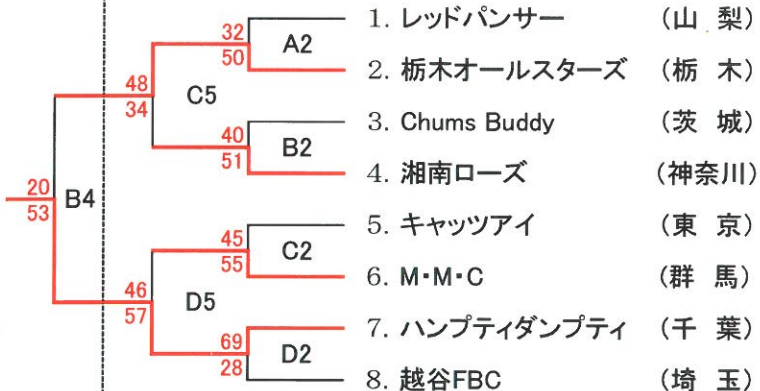 32
50
A2
1. レッドパンサー (山 梨)
2. 栃木オールスターズ (栃 木)
48
34
C5
40
51
B2
3. Chums Buddy (茨 城)
4. 湘南ローズ (神奈川)
20
53
B4
45
55
C2
5. キャッツアイ (東 京)
6. M・M・C (群 馬)
46
57
D5
69
28
D2
7. ハンプティダンプティ (千 葉)
8. 越谷FBC (埼 玉)